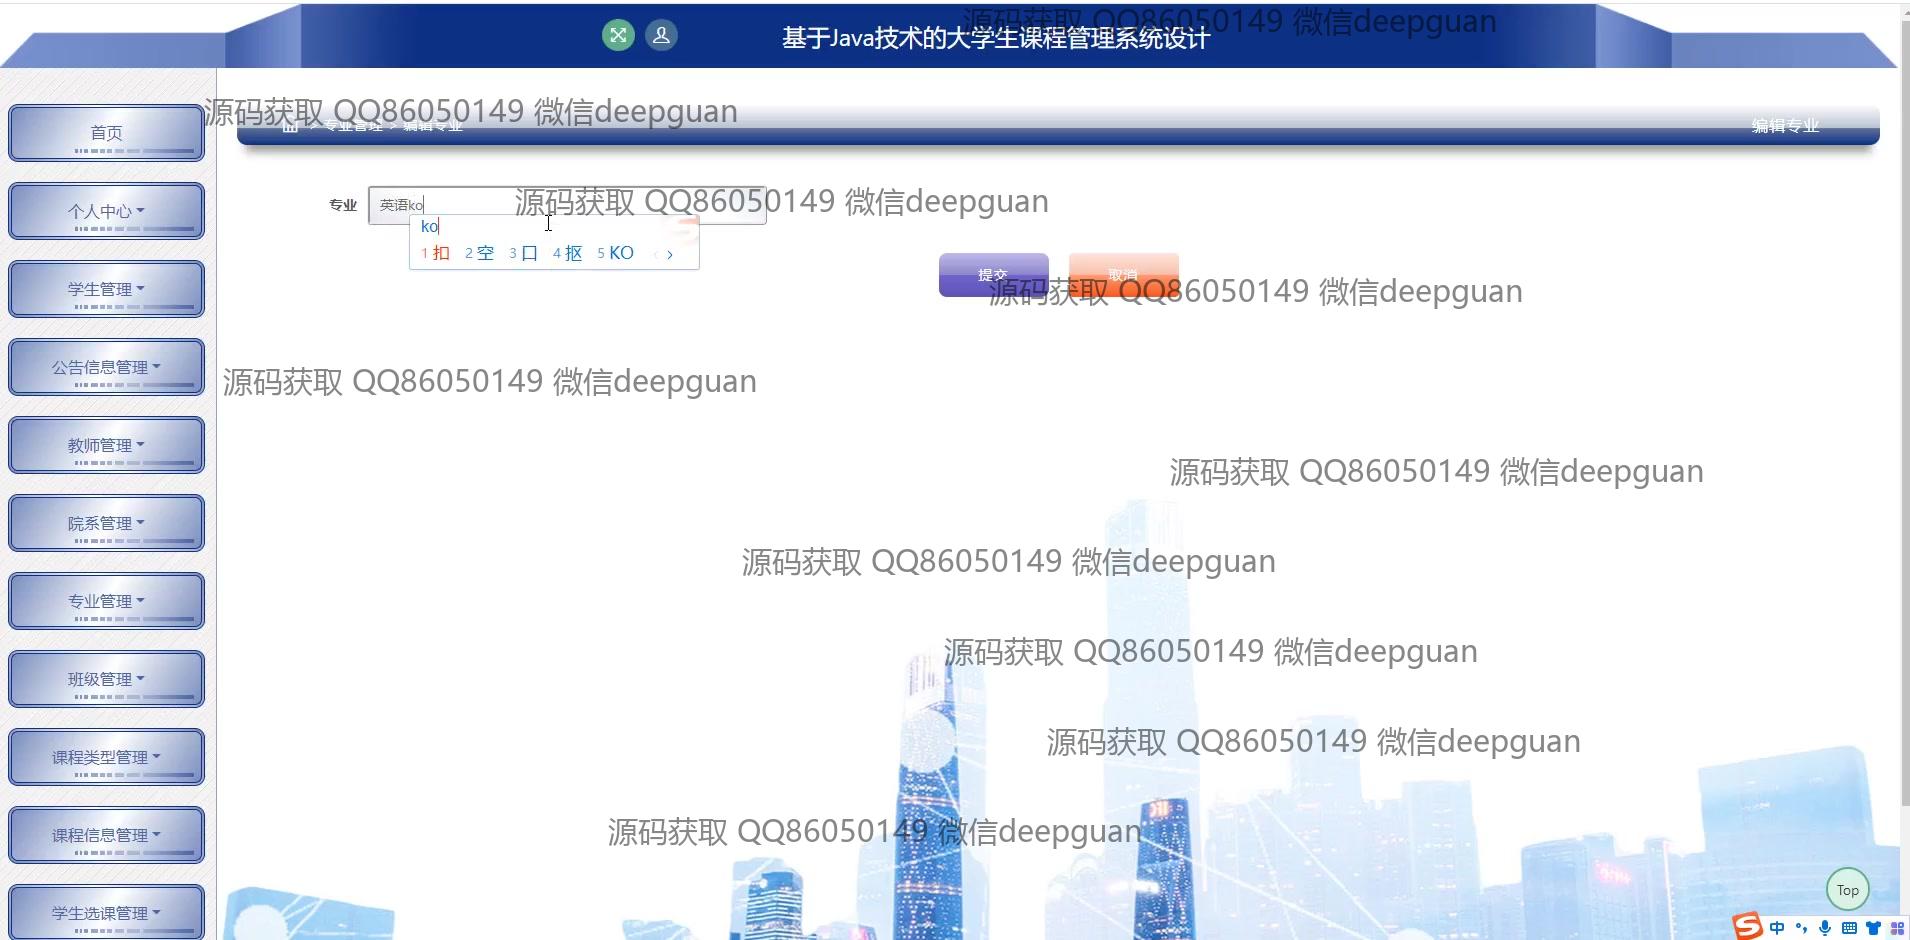 基于Java技术的大学生课程管理系统设计
源码获取 QQ86050149 微信deepguan
首页
源码获取 QQ86050149 微信deepguan
> 专业管理 > 编辑专业
编辑专业
个人中心
专业
英语ko
源码获取 QQ86050149 微信deepguan
ko
1 扣 2 空 3 口 4 抠 5 KO
学生管理
提交
取消
源码获取 QQ86050149 微信deepguan
公告信息管理
源码获取 QQ86050149 微信deepguan
教师管理
源码获取 QQ86050149 微信deepguan
院系管理
源码获取 QQ86050149 微信deepguan
专业管理
源码获取 QQ86050149 微信deepguan
班级管理
源码获取 QQ86050149 微信deepguan
课程类型管理
课程信息管理
源码获取 QQ86050149 微信deepguan
学生选课管理
Top
中